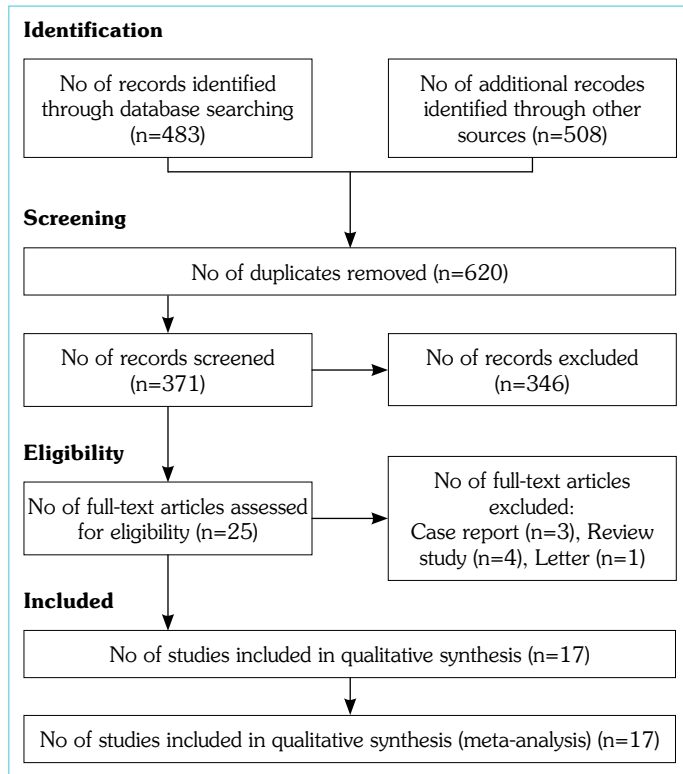 Identification
No of records identified
through database searching
(n=483)
No of additional recodes
identified through other
sources (n=508)
Screening
No of duplicates removed (n=620)
No of records screened
(n=371)
No of records excluded
(n=346)
Eligibility
No of full-text articles assessed
for eligibility (n=25)
No of full-text articles
excluded:
Case report (n=3), Review
study (n=4), Letter (n=1)
Included
No of studies included in qualitative synthesis (n=17)
No of studies included in qualitative synthesis (meta-analysis) (n=17)